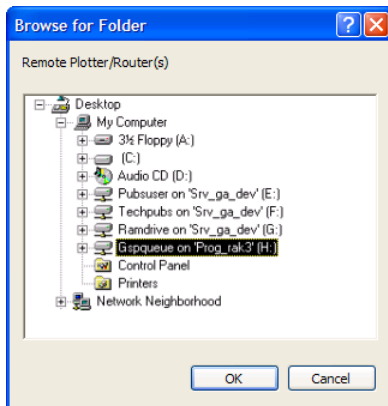 Browse for Folder
Remote Plotter/Router(s)
Desktop
My Computer
3½ Floppy (A:)
(C:)
Audio CD (D:)
Pubsuser on 'Srv_ga_dev' (E:)
Techpubs on 'Srv_ga_dev' (F:)
Ramdrive on 'Srv_ga_dev' (G:)
Gspqueue on 'Prog_rak3' (H:)
Control Panel
Printers
Network Neighborhood
OK Cancel